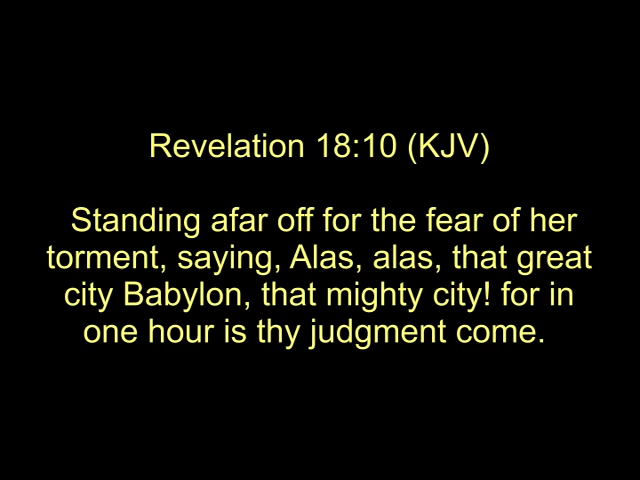 Revelation 18:10 (KJV)
Standing afar off for the fear of her
torment, saying, Alas, alas, that great
city Babylon, that mighty city! for in
one hour is thy judgment come.